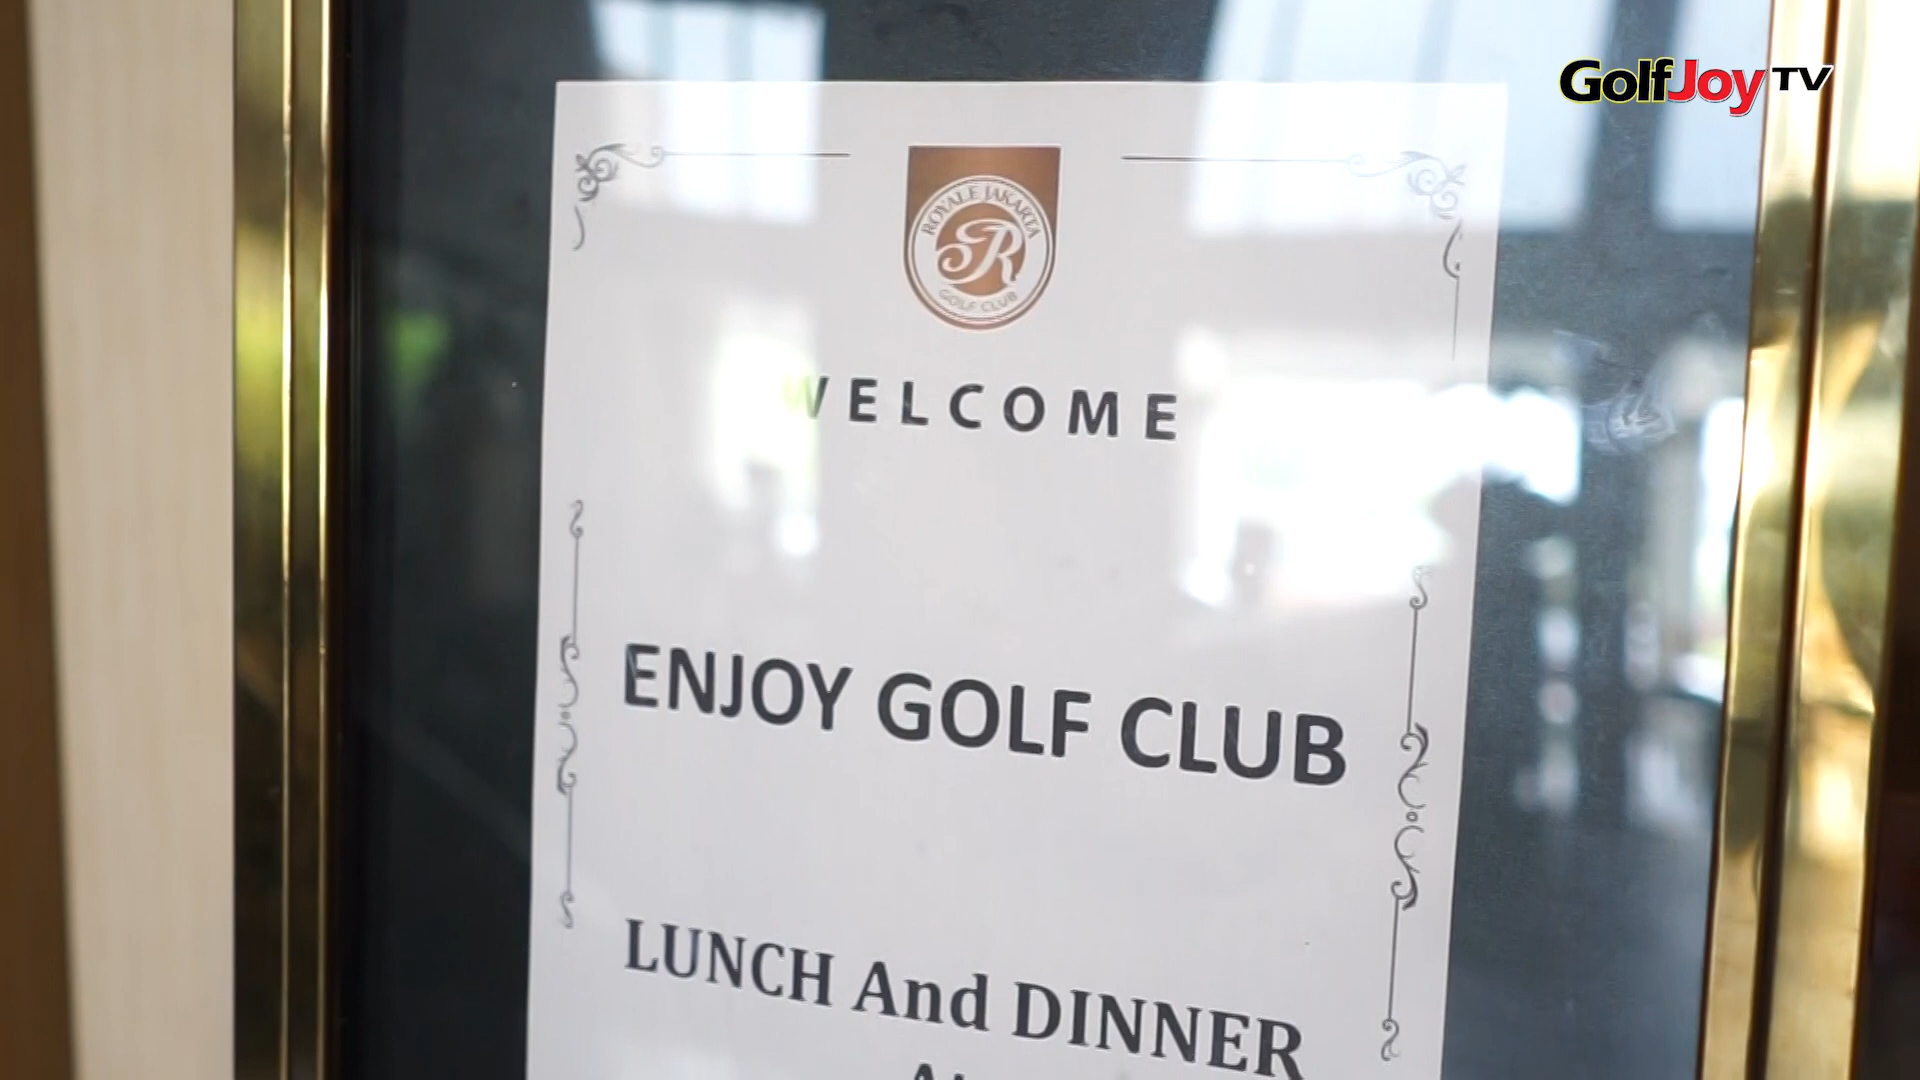 GolfJoy TV
ROYALE JAKARTA
GOLF CLUB
WELCOME
ENJOY GOLF CLUB
LUNCH And DINNER